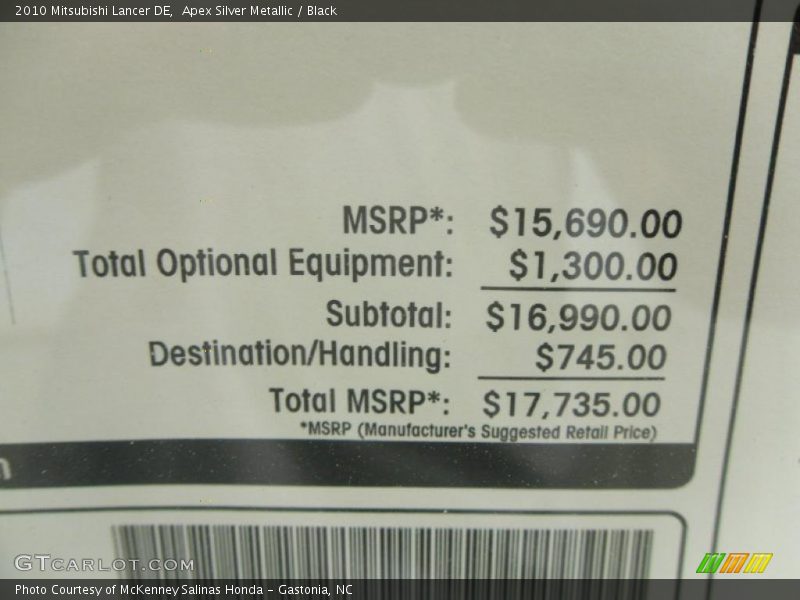 2010 Mitsubishi Lancer DE,  Apex Silver Metallic / Black
MSRP*: $15,690.00
Total Optional Equipment: $1,300.00
Subtotal: $16,990.00
Destination/Handling: $745.00
Total MSRP*: $17,735.00
*MSRP (Manufacturer's Suggested Retail Price)
GTCARLOT.COM
Photo Courtesy of McKenney Salinas Honda - Gastonia, NC